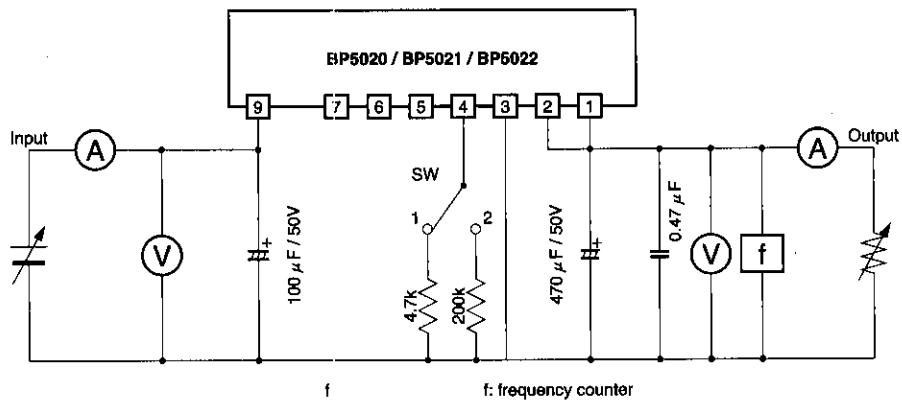 BP5020 / BP5021 / BP5022
9 7 6 5 4 3 2 1
Input
A
SW
A
Output
1
2
V
100 μF / 50V
4.7k
200k
470 μF / 50V
0.47 μF
V
f
f
f: frequency counter